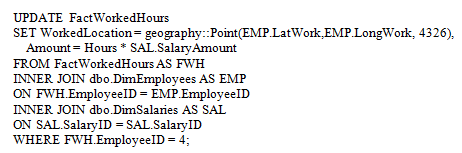 UPDATE FactWorkedHours
SET WorkedLocation = geography::Point(EMP.LatWork,EMP.LongWork, 4326),
Amount = Hours * SAL.SalaryAmount
FROM FactWorkedHours AS FWH
INNER JOIN dbo.DimEmployees AS EMP
ON FWH.EmployeeID = EMP.EmployeeID
INNER JOIN dbo.DimSalaries AS SAL
ON SAL.SalaryID = SAL.SalaryID
WHERE FWH.EmployeeID = 4;